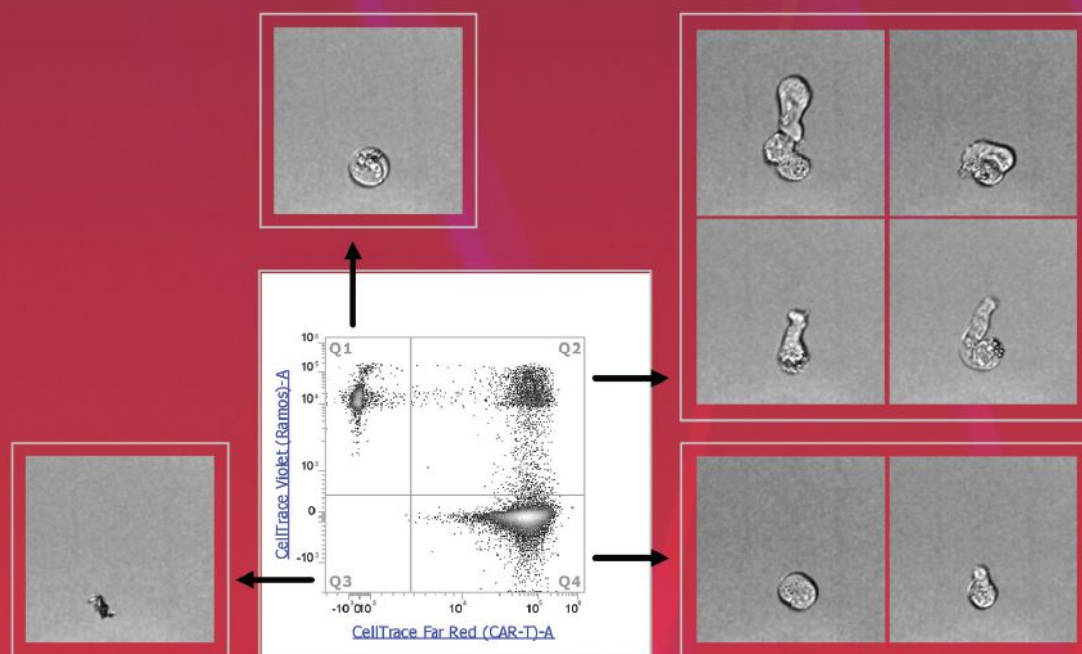 Q1
Q2
Q3
Q4
10⁶
10⁵
10⁴
10³
0
-10³
CellTrace Violet (Ramos)-A
-10³ 0 10³
10⁴
10⁵
10⁶
CellTrace Far Red (CAR-T)-A